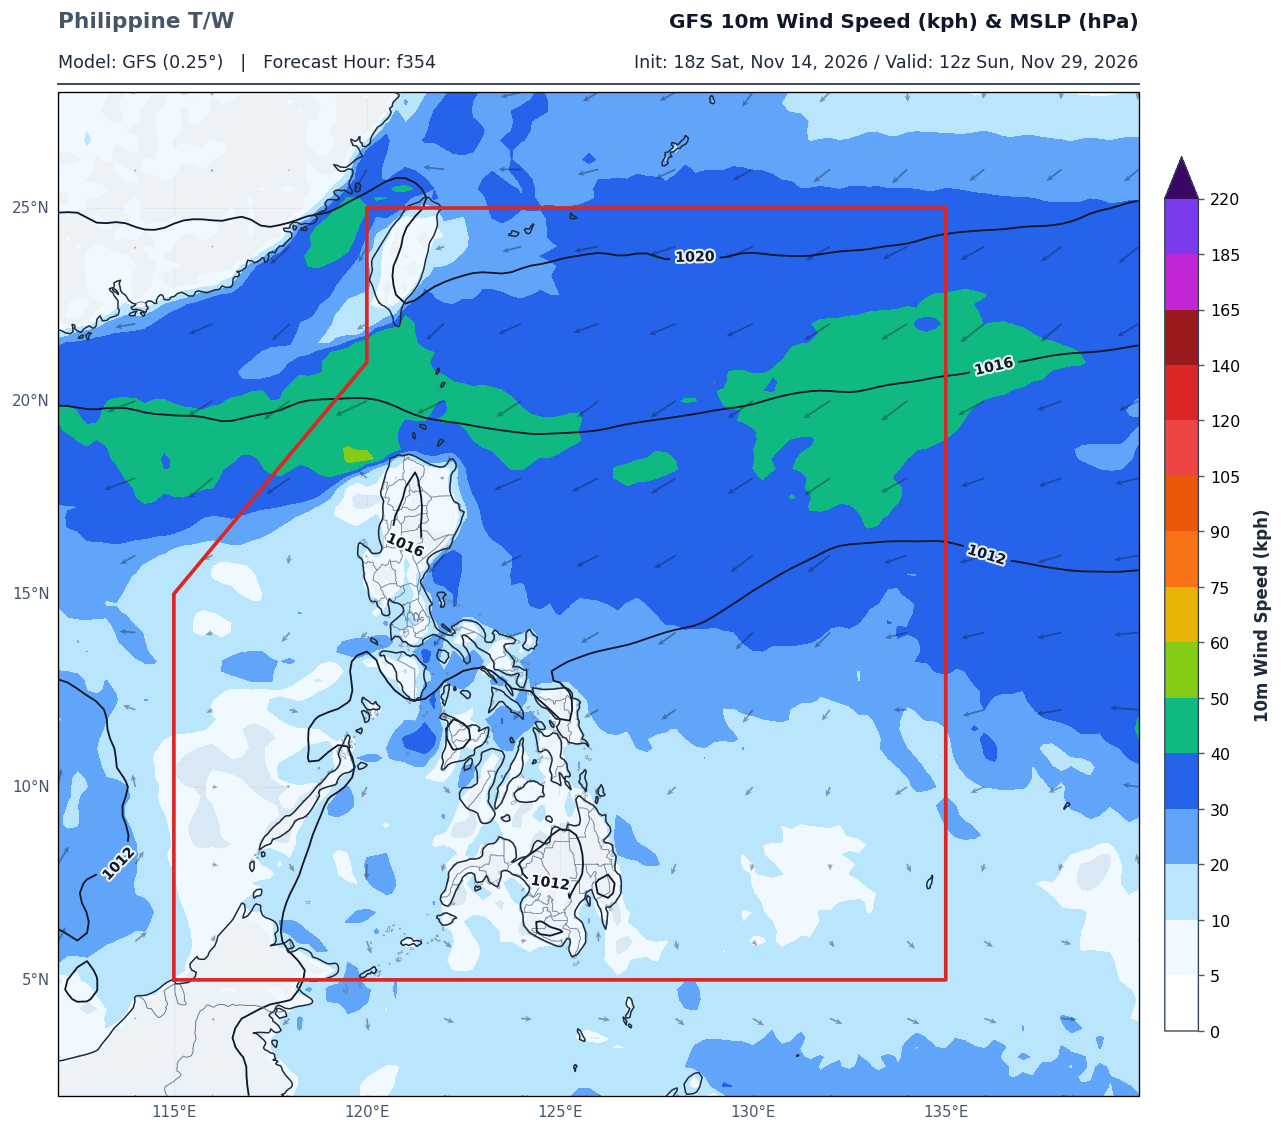 Philippine T/W
GFS 10m Wind Speed (kph) & MSLP (hPa)
Model: GFS (0.25°) | Forecast Hour: f354
Init: 18z Sat, Nov 14, 2026 / Valid: 12z Sun, Nov 29, 2026
25°N
20°N
15°N
10°N
5°N
115°E
120°E
125°E
130°E
135°E
1020
1016
1016
1012
1012
1012
220
185
165
140
120
105
90
75
60
50
40
30
20
10
5
0
10m Wind Speed (kph)